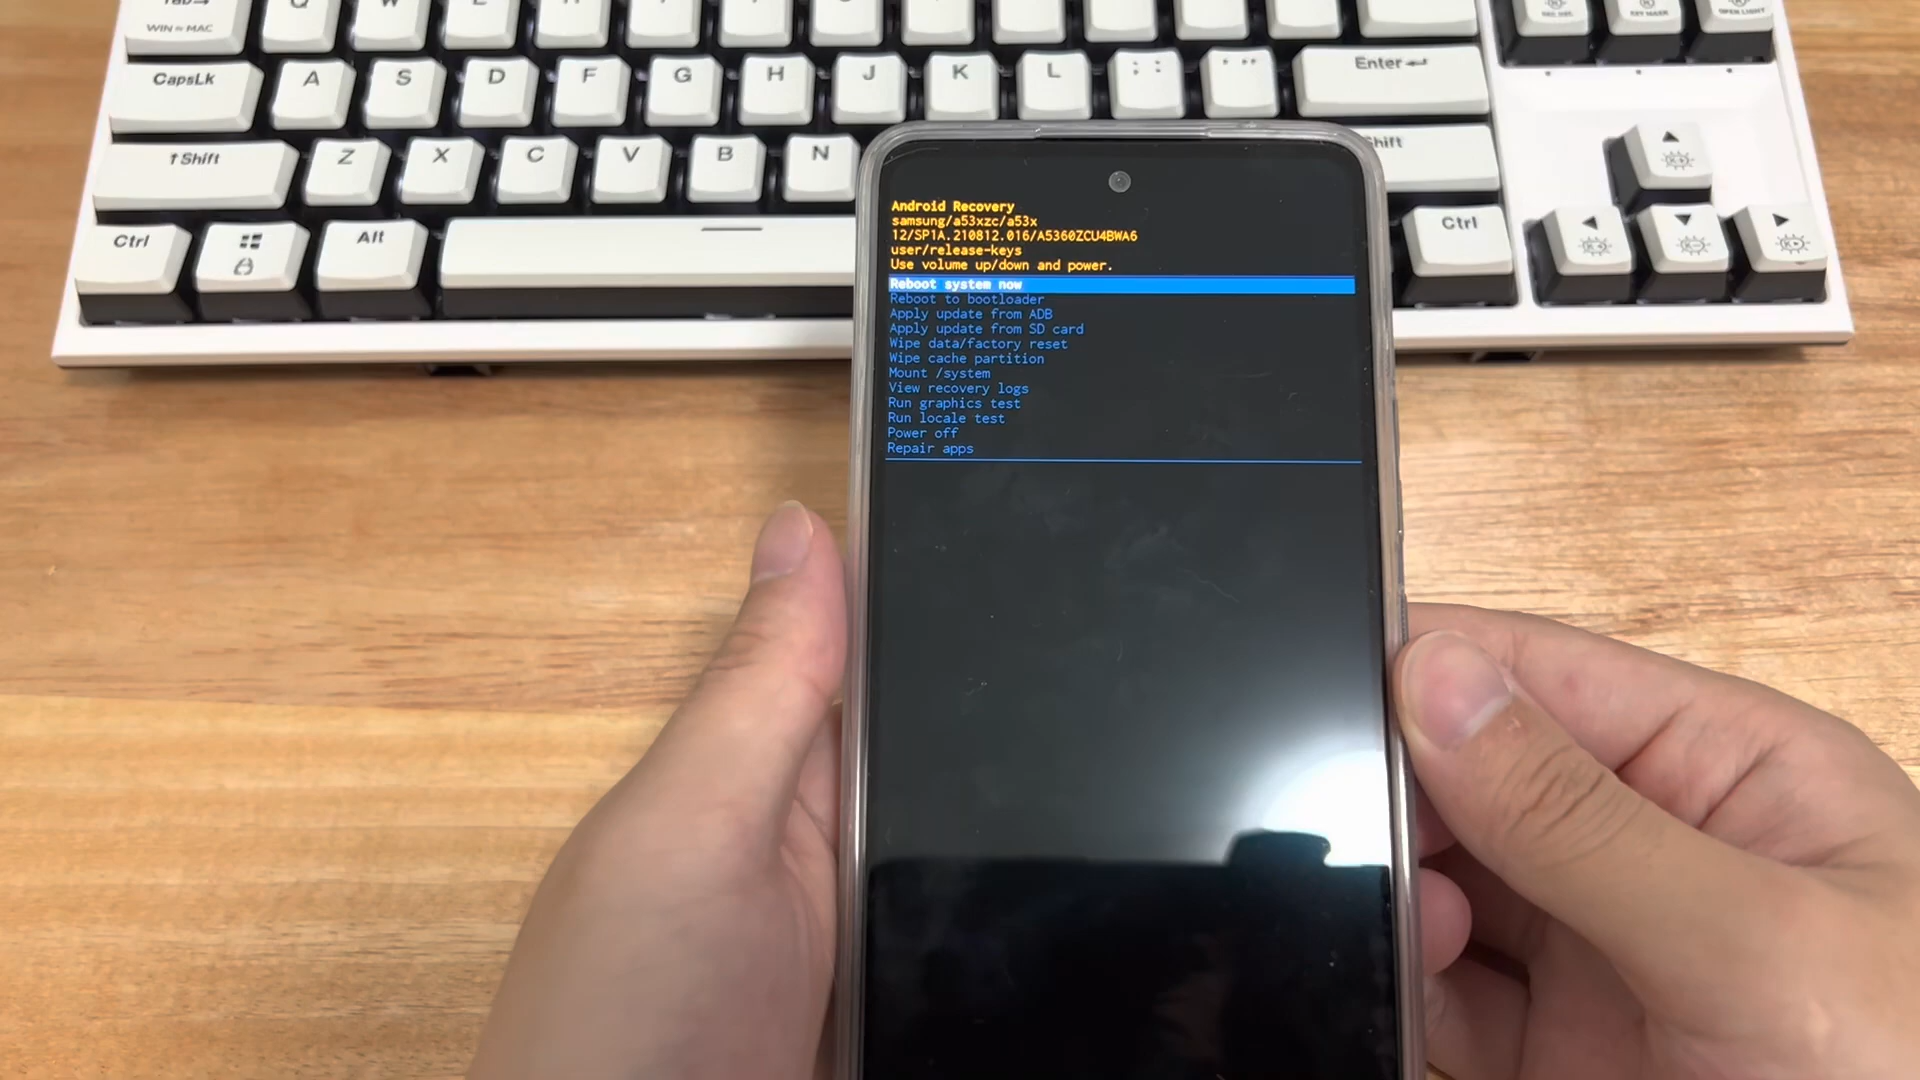 WIN ≈ MAC
CapsLk A S D F G H J K L Enter
Shift Z X C V B N Shift
Ctrl Alt Ctrl
Android Recovery
samsung/a53xzc/a53x
12/SP1A.210812.016/A5360ZCU4BWA6
user/release-keys
Use volume up/down and power.
Reboot system now
Reboot to bootloader
Apply update from ADB
Apply update from SD card
Wipe data/factory reset
Wipe cache partition
Mount /system
View recovery logs
Run graphics test
Run locale test
Power off
Repair apps